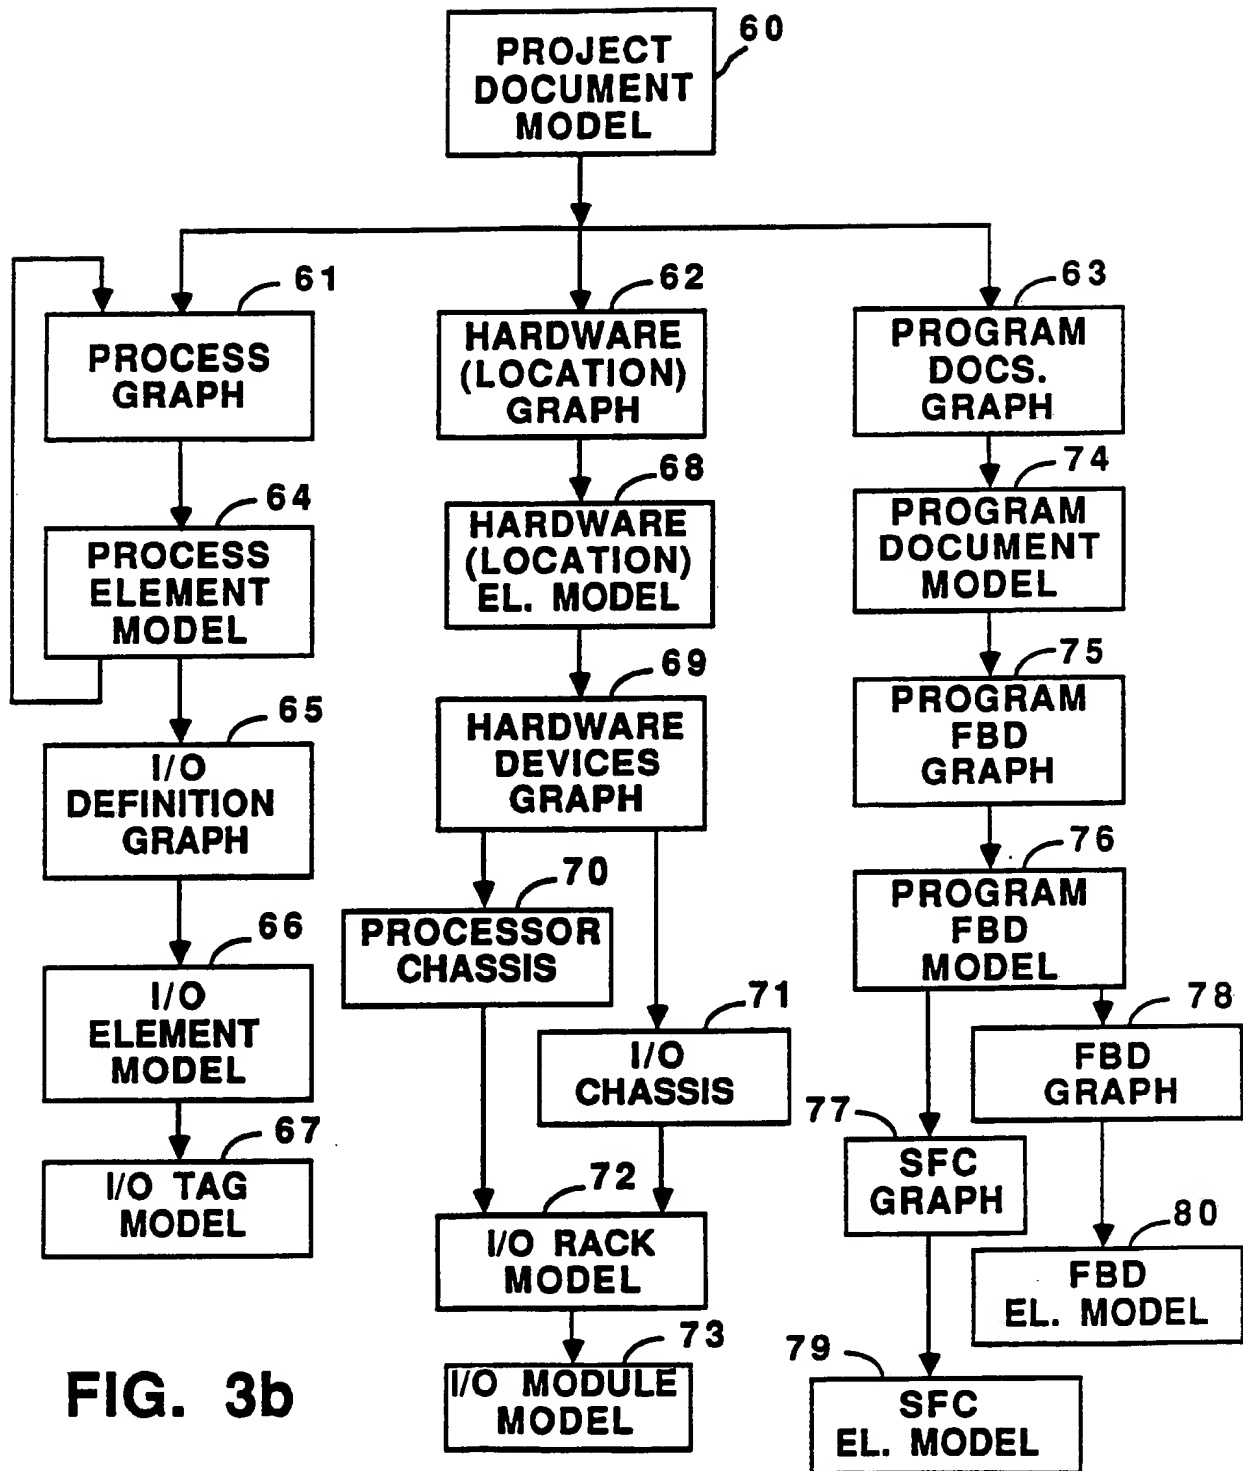 60
PROJECT
DOCUMENT
MODEL
61
PROCESS
GRAPH
62
HARDWARE
(LOCATION)
GRAPH
63
PROGRAM
DOCS.
GRAPH
64
PROCESS
ELEMENT
MODEL
68
HARDWARE
(LOCATION)
EL. MODEL
74
PROGRAM
DOCUMENT
MODEL
65
I/O
DEFINITION
GRAPH
69
HARDWARE
DEVICES
GRAPH
75
PROGRAM
FBD
GRAPH
66
I/O
ELEMENT
MODEL
70
PROCESSOR
CHASSIS
76
PROGRAM
FBD
MODEL
71
I/O
CHASSIS
78
FBD
GRAPH
67
I/O TAG
MODEL
72
I/O RACK
MODEL
77
SFC
GRAPH
80
FBD
EL. MODEL
73
I/O MODULE
MODEL
79
SFC
EL. MODEL
FIG. 3b